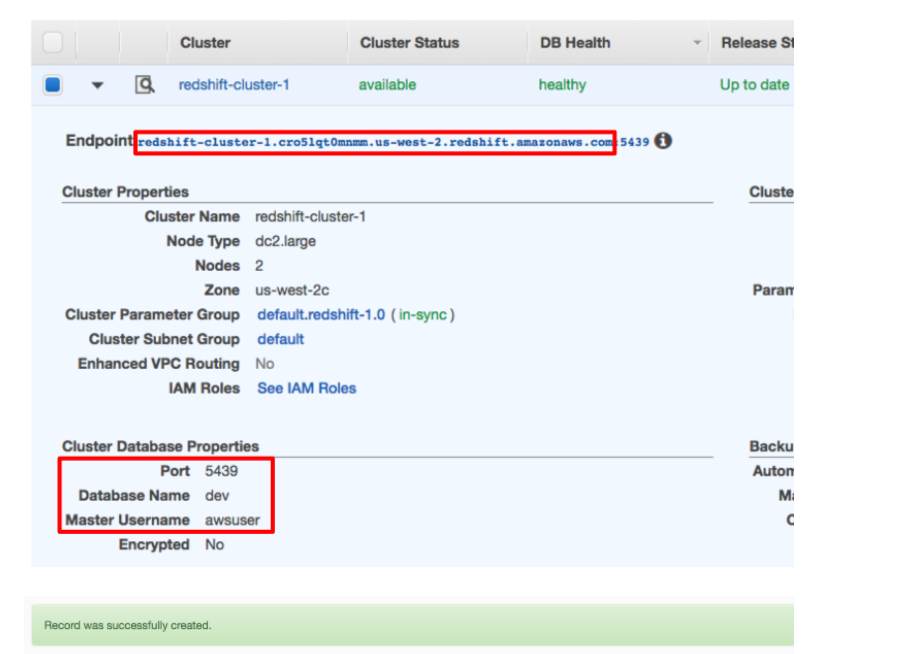 Cluster Cluster Status DB Health Release St
redshift-cluster-1 available healthy Up to date
Endpoint redshift-cluster-1.cro5lqt0mnmm.us-west-2.redshift.amazonaws.com:5439
Cluster Properties Cluste
Cluster Name redshift-cluster-1
Node Type dc2.large
Nodes 2
Zone us-west-2c Param
Cluster Parameter Group default.redshift-1.0 ( in-sync )
Cluster Subnet Group default
Enhanced VPC Routing No
IAM Roles See IAM Roles
Cluster Database Properties Backu
Port 5439 Autom
Database Name dev Ma
Master Username awsuser C
Encrypted No
Record was successfully created.